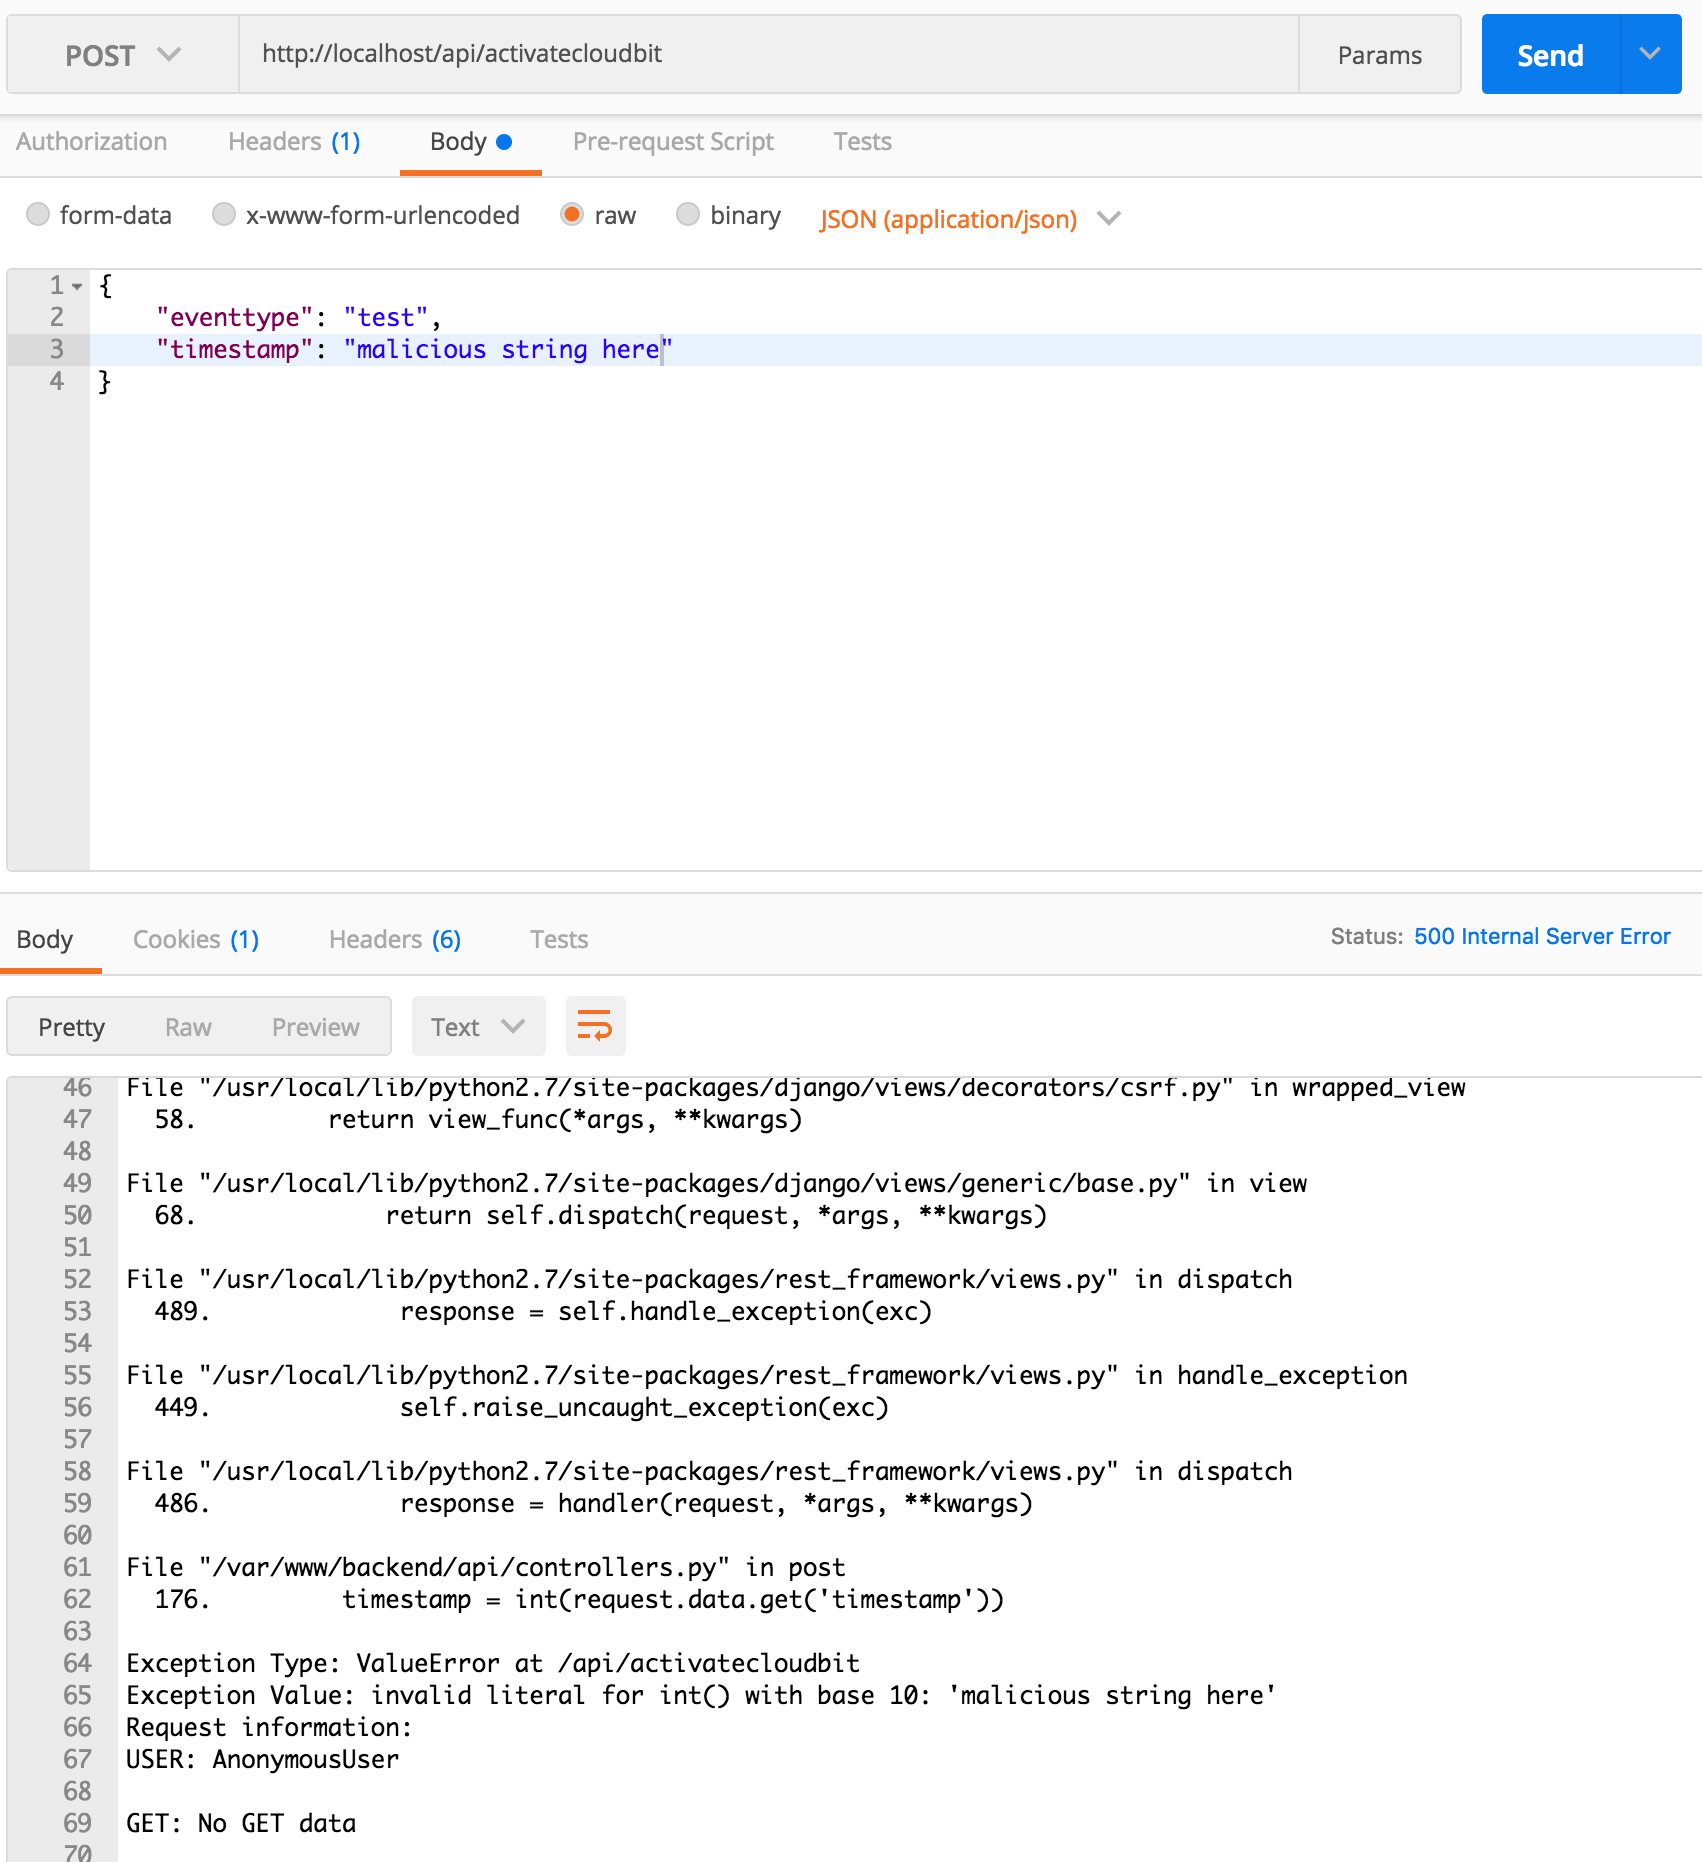 POST http://localhost/api/activatecloudbit Params Send
Authorization Headers (1) Body Pre-request Script Tests
form-data x-www-form-urlencoded raw binary JSON (application/json)
1 {
2 "eventtype": "test",
3 "timestamp": "malicious string here"
4 }
Body Cookies (1) Headers (6) Tests Status: 500 Internal Server Error
Pretty Raw Preview Text
46 File "/usr/local/lib/python2.7/site-packages/django/views/decorators/csrf.py" in wrapped_view
47 58. return view_func(*args, **kwargs)
48
49 File "/usr/local/lib/python2.7/site-packages/django/views/generic/base.py" in view
50 68. return self.dispatch(request, *args, **kwargs)
51
52 File "/usr/local/lib/python2.7/site-packages/rest_framework/views.py" in dispatch
53 489. response = self.handle_exception(exc)
54
55 File "/usr/local/lib/python2.7/site-packages/rest_framework/views.py" in handle_exception
56 449. self.raise_uncaught_exception(exc)
57
58 File "/usr/local/lib/python2.7/site-packages/rest_framework/views.py" in dispatch
59 486. response = handler(request, *args, **kwargs)
60
61 File "/var/www/backend/api/controllers.py" in post
62 176. timestamp = int(request.data.get('timestamp'))
63
64 Exception Type: ValueError at /api/activatecloudbit
65 Exception Value: invalid literal for int() with base 10: 'malicious string here'
66 Request information:
67 USER: AnonymousUser
68
69 GET: No GET data
70